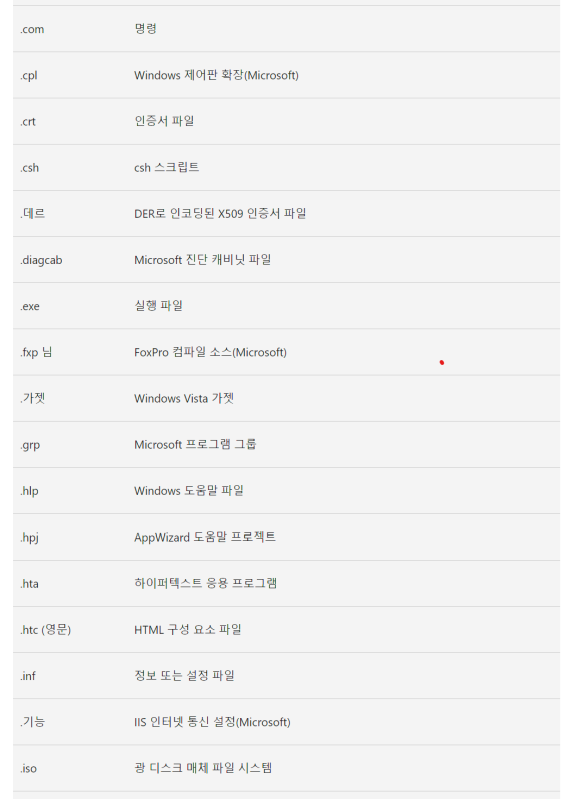 .com 명령
.cpl Windows 제어판 확장(Microsoft)
.crt 인증서 파일
.csh csh 스크립트
.데르 DER로 인코딩된 X509 인증서 파일
.diagcab Microsoft 진단 캐비닛 파일
.exe 실행 파일
.fxp 님 FoxPro 컴파일 소스(Microsoft)
.가젯 Windows Vista 가젯
.grp Microsoft 프로그램 그룹
.hlp Windows 도움말 파일
.hpj AppWizard 도움말 프로젝트
.hta 하이퍼텍스트 응용 프로그램
.htc (영문) HTML 구성 요소 파일
.inf 정보 또는 설정 파일
.기능 IIS 인터넷 통신 설정(Microsoft)
.iso 광 디스크 매체 파일 시스템